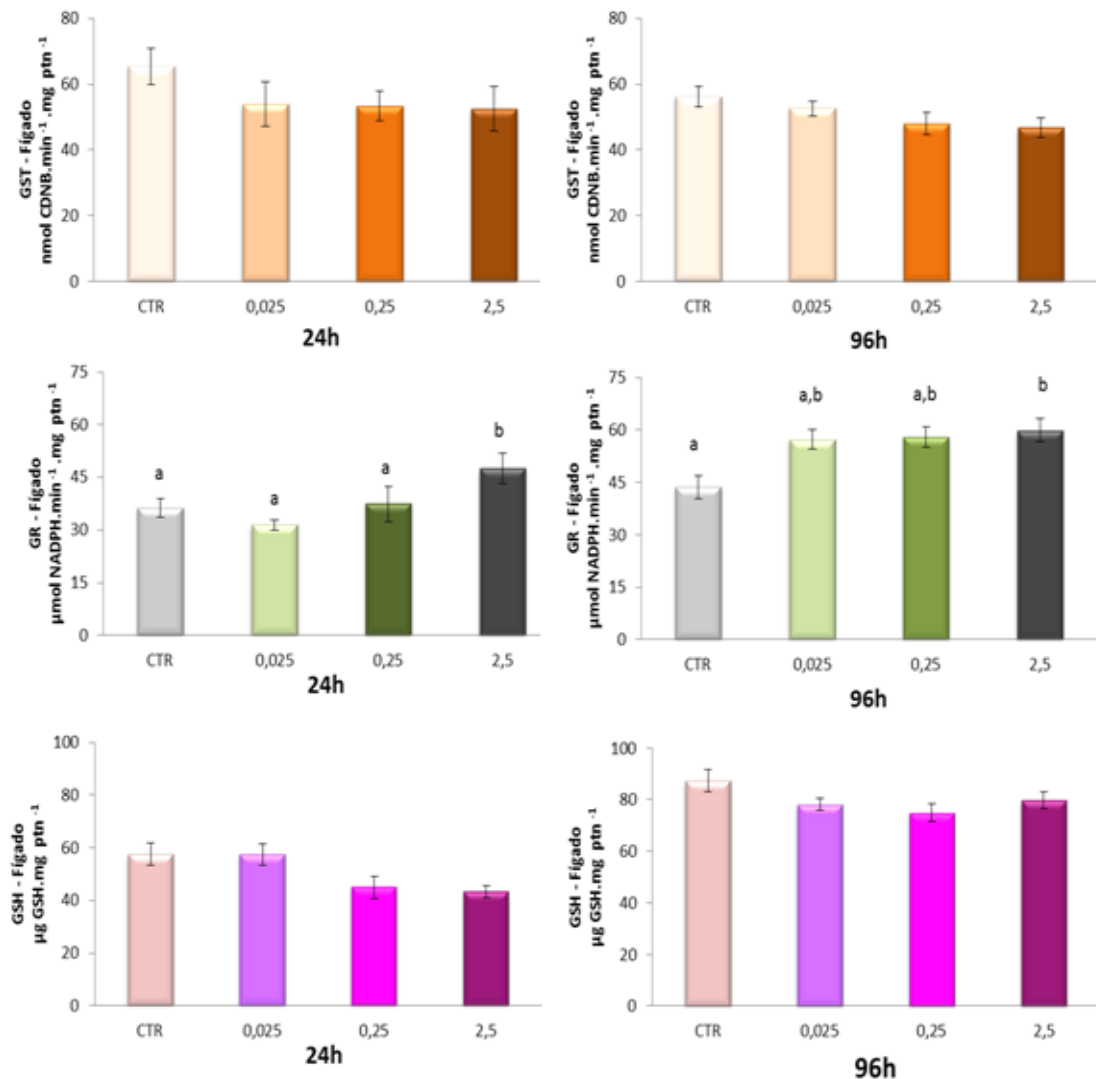 GST - Fígado
nmol CDNB.min⁻¹ .mg ptn ⁻¹
80
60
40
20
0
CTR 0,025 0,25 2,5
24h
GST - Fígado
nmol CDNB.min⁻¹ .mg ptn ⁻¹
80
60
40
20
0
CTR 0,025 0,25 2,5
96h
GR - Fígado
µmol NADPH.min⁻¹ .mg ptn ⁻¹
75
60
45
30
15
0
a a a b
CTR 0,025 0,25 2,5
24h
GR - Fígado
µmol NADPH.min⁻¹ .mg ptn ⁻¹
75
60
45
30
15
0
a a,b a,b b
CTR 0,025 0,25 2,5
96h
GSH - Fígado
µg GSH.mg ptn ⁻¹
100
80
60
40
20
0
CTR 0,025 0,25 2,5
24h
GSH - Fígado
µg GSH.mg ptn ⁻¹
100
80
60
40
20
0
CTR 0,025 0,25 2,5
96h